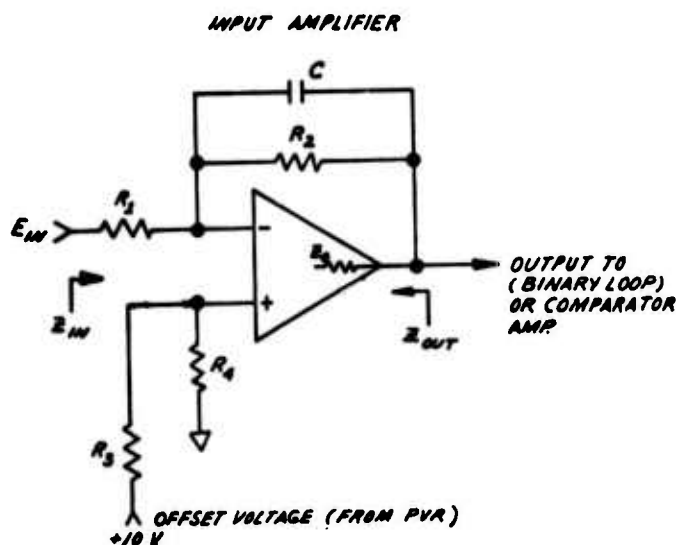 INPUT AMPLIFIER
C
R2
R1
EIN
-
Zo
+
ZIN
ZOUT
OUTPUT TO
(BINARY LOOP)
OR COMPARATOR
AMP.
R4
R3
OFFSET VOLTAGE (FROM PVR)
+10 V